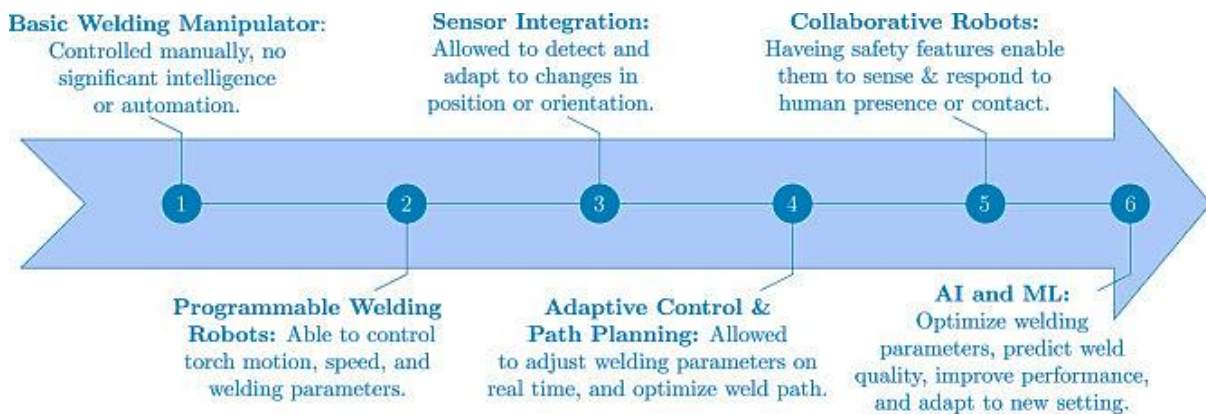 Basic Welding Manipulator:
Controlled manually, no
significant intelligence
or automation.
Sensor Integration:
Allowed to detect and
adapt to changes in
position or orientation.
Collaborative Robots:
Haveing safety features enable
them to sense & respond to
human presence or contact.
1
2
3
4
5
6
Programmable Welding
Robots: Able to control
torch motion, speed, and
welding parameters.
Adaptive Control &
Path Planning: Allowed
to adjust welding parameters on
real time, and optimize weld path.
AI and ML:
Optimize welding
parameters, predict weld
quality, improve performance,
and adapt to new setting.